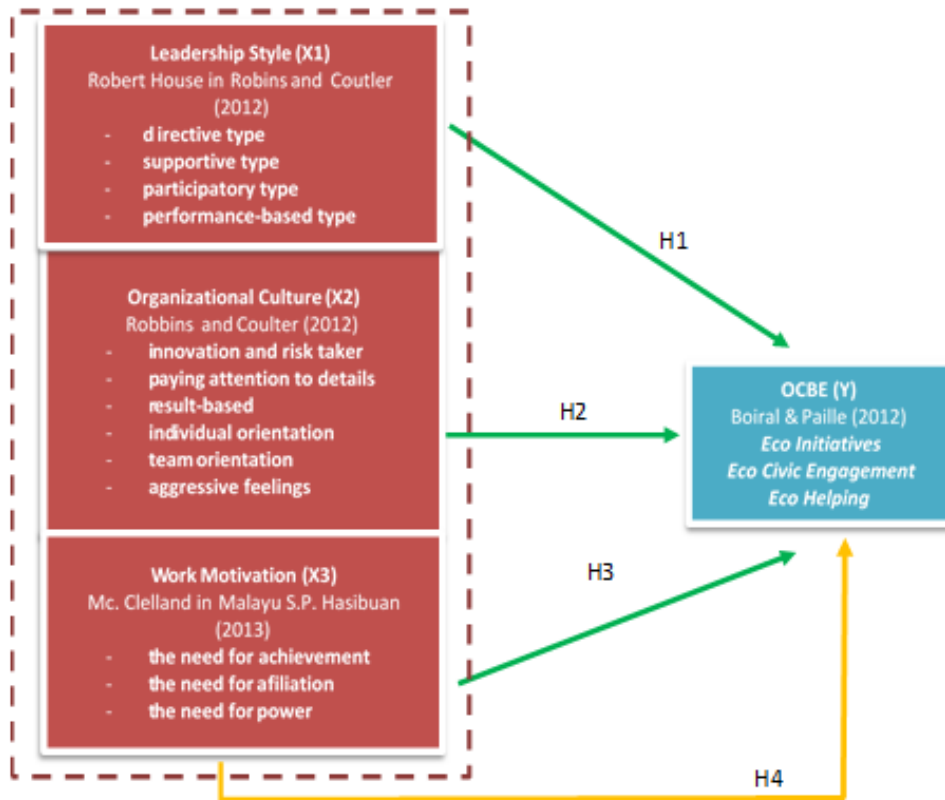 Leadership Style (X1)
Robert House in Robins and Coutler
(2012)
- directive type
- supportive type
- participatory type
- performance-based type
Organizational Culture (X2)
Robbins and Coulter (2012)
- innovation and risk taker
- paying attention to details
- result-based
- individual orientation
- team orientation
- aggressive feelings
Work Motivation (X3)
Mc. Clelland in Malayu S.P. Hasibuan
(2013)
- the need for achievement
- the need for afiliation
- the need for power
H1
H2
H3
H4
OCBE (Y)
Boiral & Paille (2012)
Eco Initiatives
Eco Civic Engagement
Eco Helping